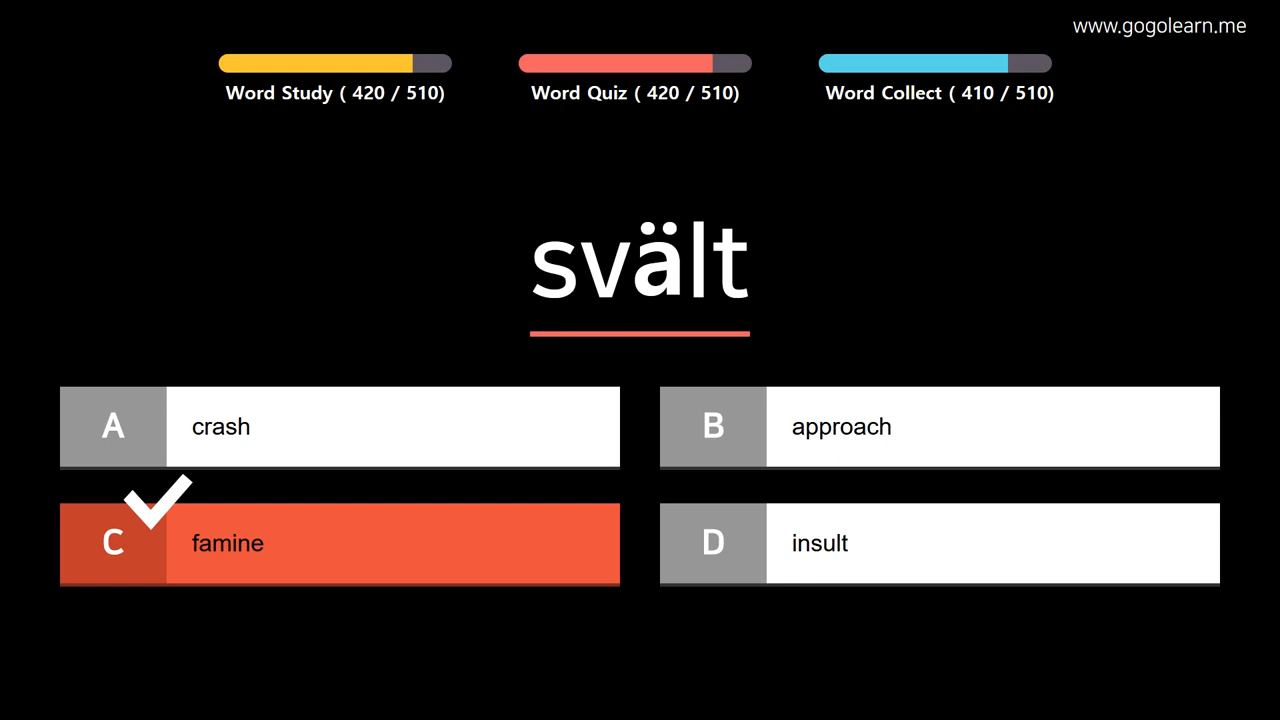 www.gogolearn.me
Word Study ( 420 / 510)
Word Quiz ( 420 / 510)
Word Collect ( 410 / 510)
svält
A crash
B approach
C famine
D insult